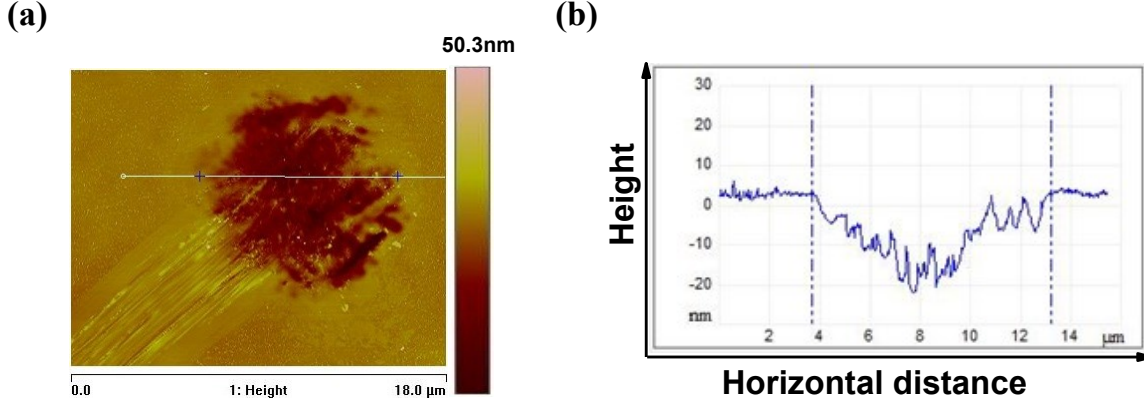 (a)
50.3nm
0.0 1: Height 18.0 µm
(b)
Height
30
20
10
0
-10
-20
nm
2 4 6 8 10 12 14 µm
Horizontal distance